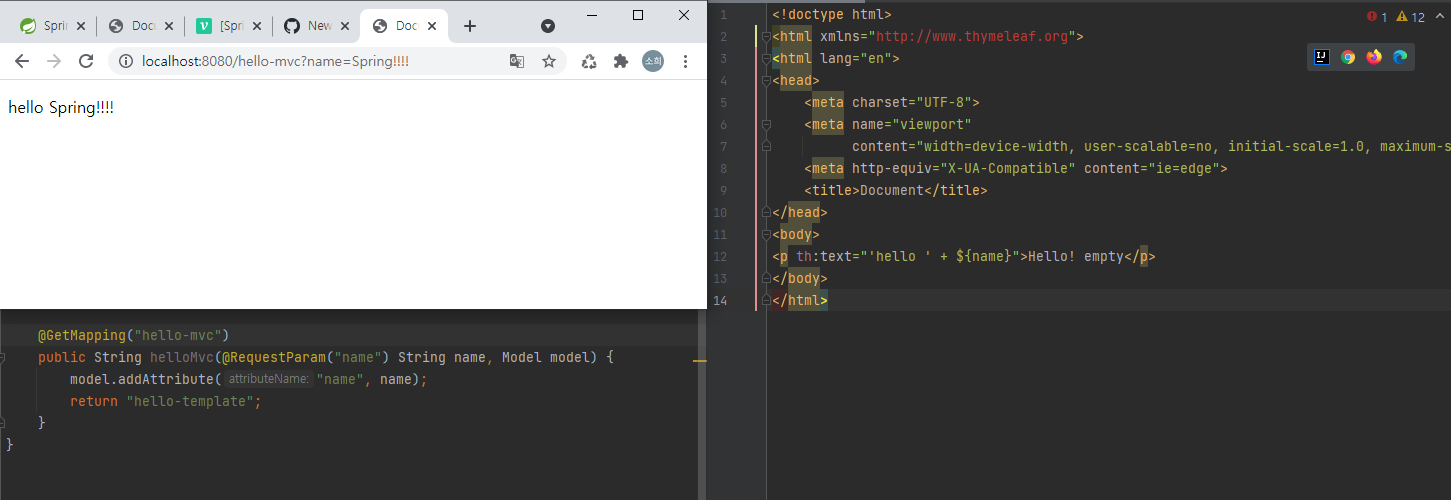 Sprin
Docu
[Spri
New
Docu
localhost:8080/hello-mvc?name=Spring!!!!
소희
hello Spring!!!!
@GetMapping("hello-mvc")
public String helloMvc(@RequestParam("name") String name, Model model) {
model.addAttribute( attributeName: "name", name);
return "hello-template";
}
}
1 <!doctype html>
2 <html xmlns="http://www.thymeleaf.org">
3 <html lang="en">
4 <head>
5 <meta charset="UTF-8">
6 <meta name="viewport"
7 content="width=device-width, user-scalable=no, initial-scale=1.0, maximum-s
8 <meta http-equiv="X-UA-Compatible" content="ie=edge">
9 <title>Document</title>
10 </head>
11 <body>
12 <p th:text="'hello ' + ${name}">Hello! empty</p>
13 </body>
14 </html>
1 12